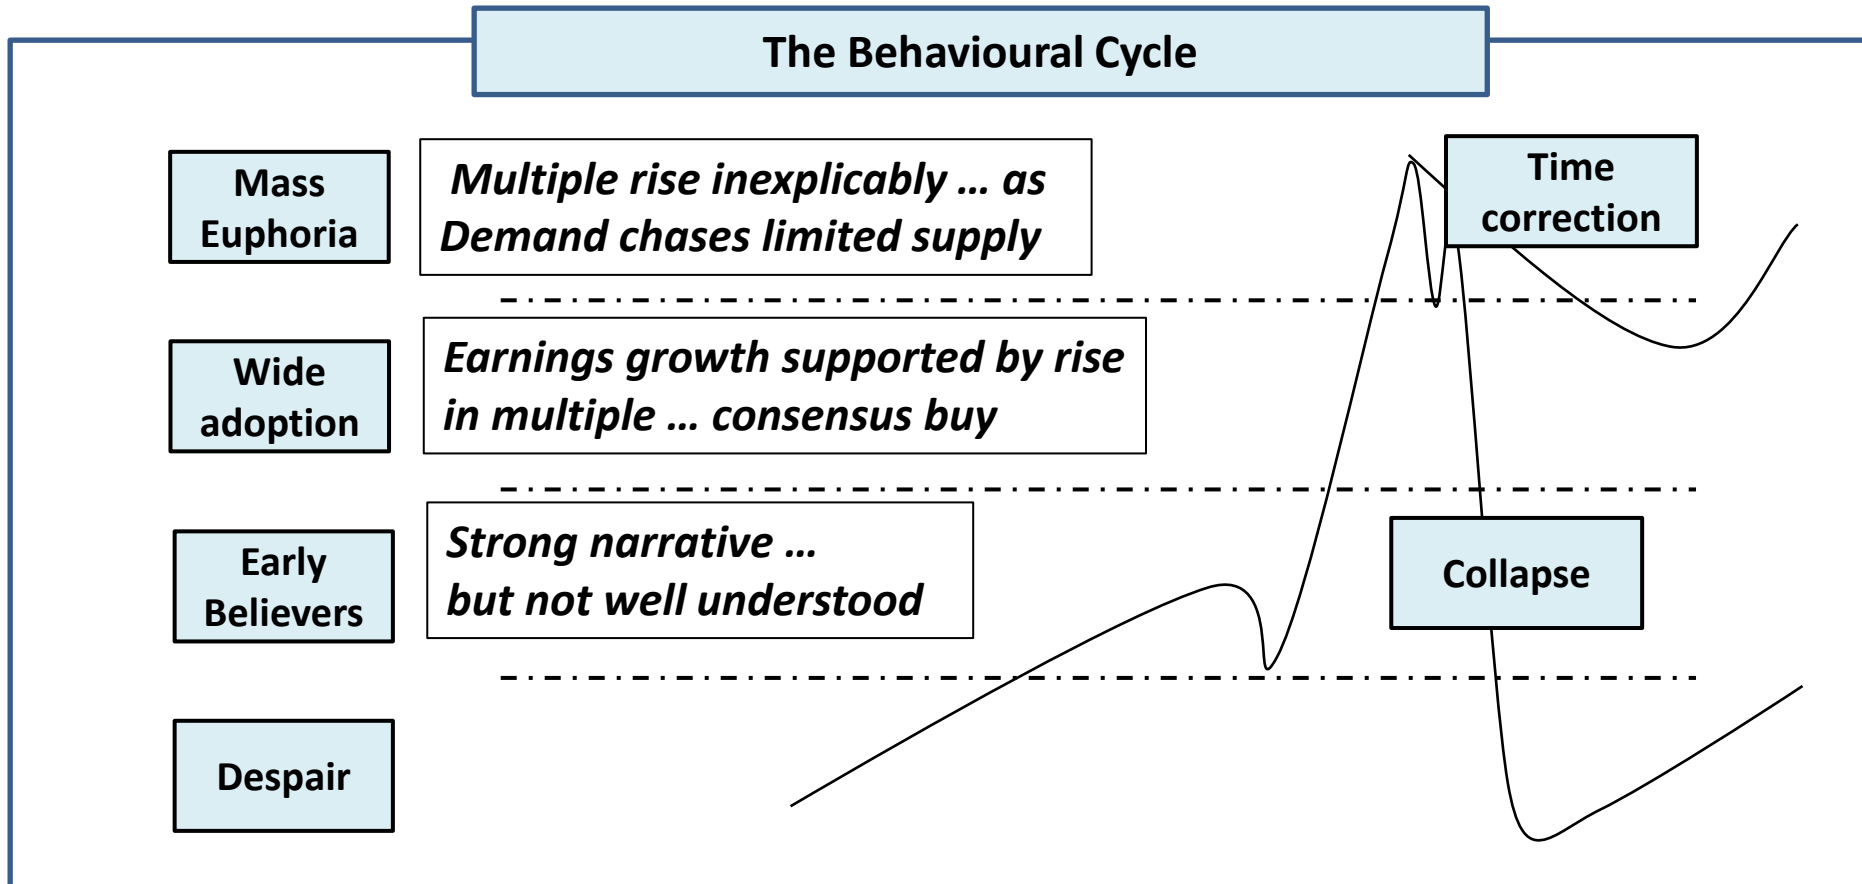 The Behavioural Cycle
Mass
Euphoria
Multiple rise inexplicably ... as
Demand chases limited supply
Time
correction
Wide
adoption
Earnings growth supported by rise
in multiple ... consensus buy
Early
Believers
Strong narrative ...
but not well understood
Collapse
Despair